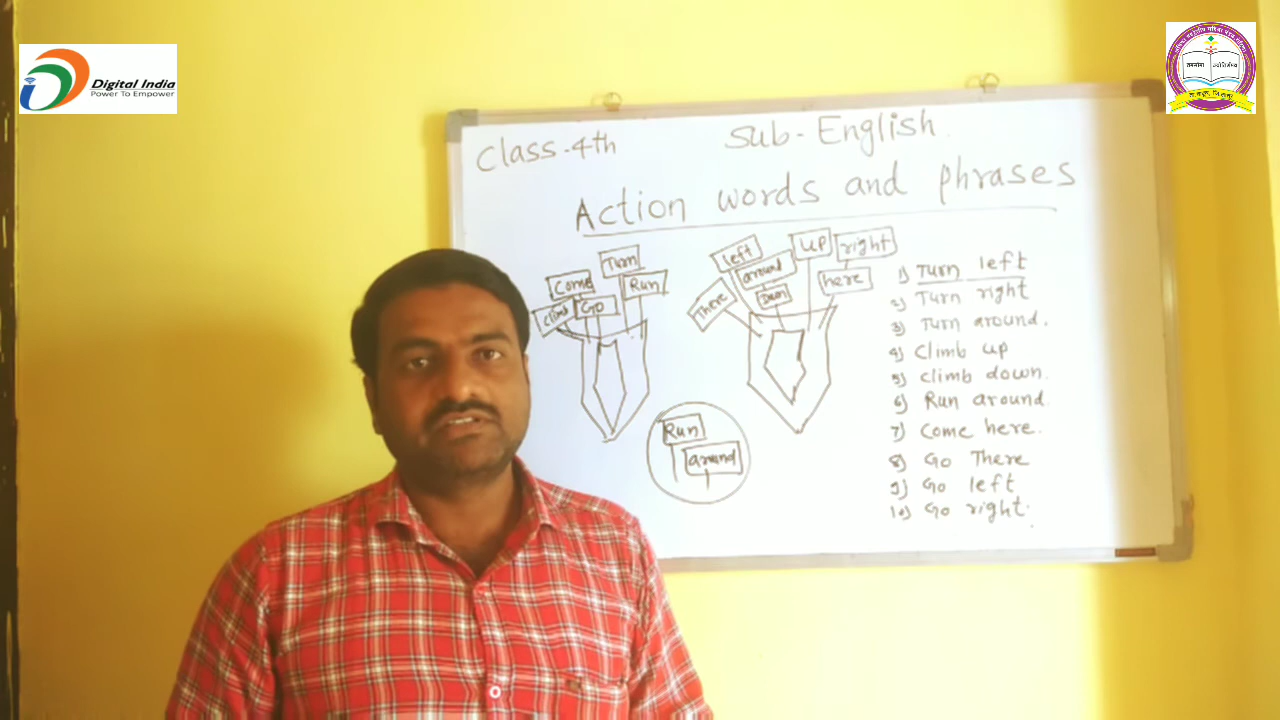 Digital India
Power To Empower
Class-4th
Sub-English
Action words and phrases
Turn
Come
Run
Climb
Go
left
around
There
Down
up
right
here
Run
around
1) Turn left
2) Turn right
3) Turn around.
4) Climb up
5) Climb down.
6) Run around.
7) Come here.
8) Go There
9) Go left
10) Go right.